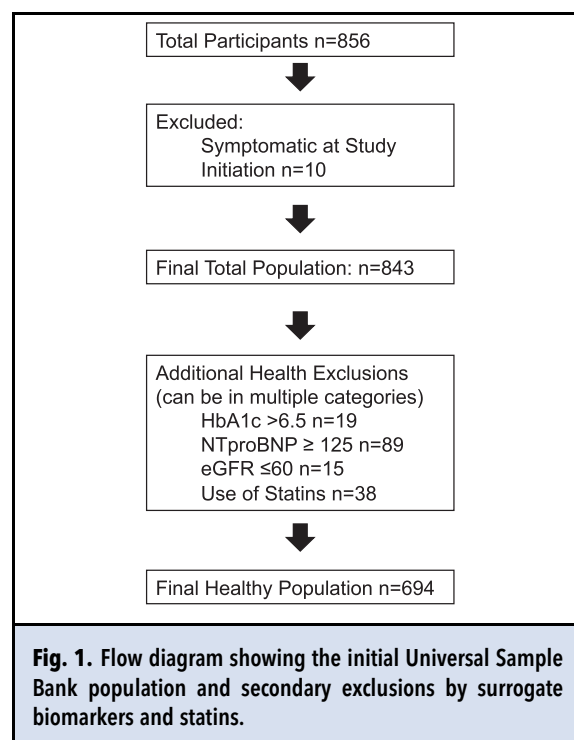 Total Participants n=856
Excluded:
Symptomatic at Study
Initiation n=10
Final Total Population: n=843
Additional Health Exclusions
(can be in multiple categories)
HbA1c >6.5 n=19
NTproBNP ≥ 125 n=89
eGFR ≤60 n=15
Use of Statins n=38
Final Healthy Population n=694
Fig. 1. Flow diagram showing the initial Universal Sample
Bank population and secondary exclusions by surrogate
biomarkers and statins.